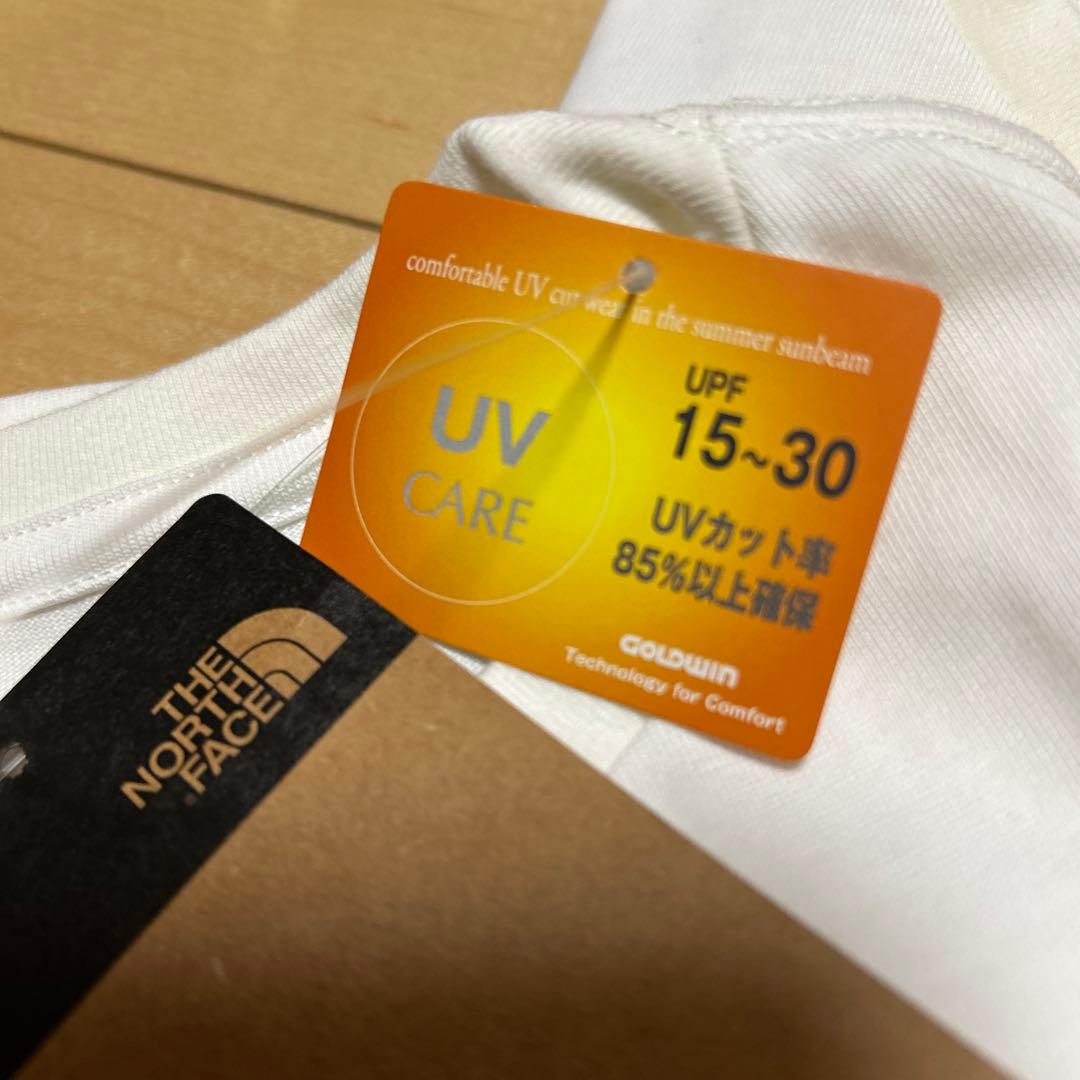 comfortable UV cut wear in the summer sunbeam
UV
CARE
UPF
15~30
UVカット率
85%以上確保
GOLDWIN
Technology for Comfort
THE
NORTH
FACE